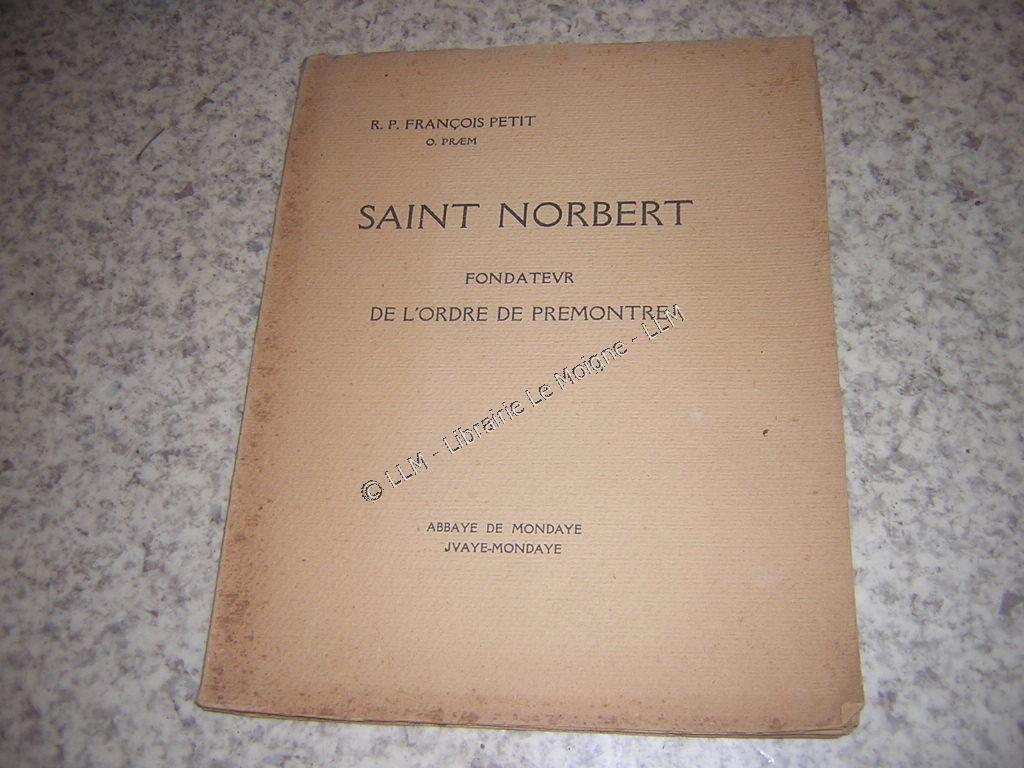 R. P. FRANÇOIS PETIT
O. PRÆM
SAINT NORBERT
FONDATEVR
DE L'ORDRE DE PREMONTRE
© LLM - Librairie Le Moigne - LLM
ABBAYE DE MONDAYE
JVAYE-MONDAYE